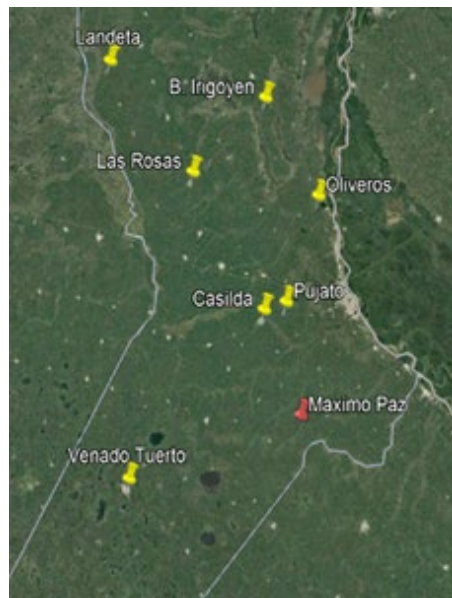 Landeta
B. Irigoyen
Las Rosas
Oliveros
Casilda
Pujato
Maximo Paz
Venado Tuerto